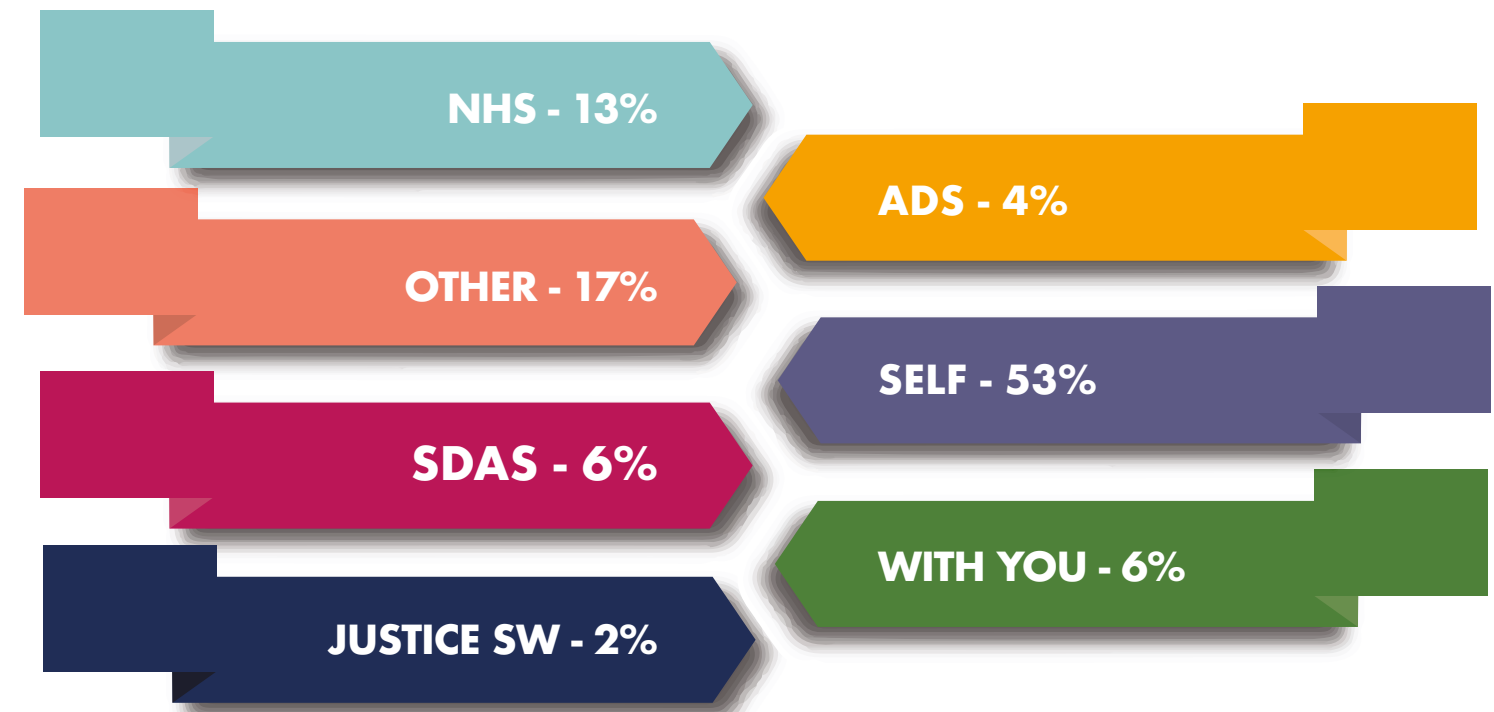 NHS - 13%
ADS - 4%
OTHER - 17%
SELF - 53%
SDAS - 6%
WITH YOU - 6%
JUSTICE SW - 2%